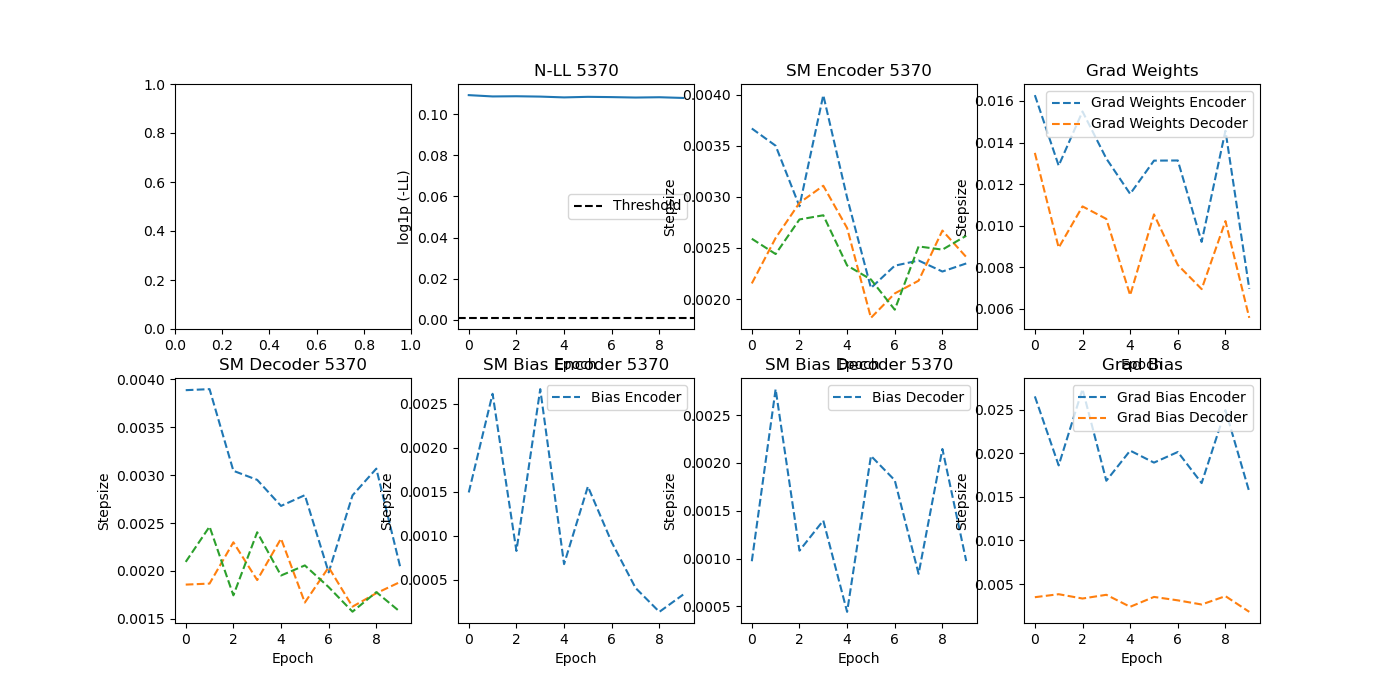 1.0
0.8
0.6
0.4
0.2
0.0
0.0 0.2 0.4 0.6 0.8 1.0
N-LL 5370
log1p (-LL)
0.10
0.08
0.06
0.04
0.02
0.00
Threshold
0 2 4 6 8
Epoch
SM Encoder 5370
Stepsize
0.0040
0.0035
0.0030
0.0025
0.0020
0 2 4 6 8
Epoch
Grad Weights
Stepsize
0.016
0.014
0.012
0.010
0.008
0.006
Grad Weights Encoder
Grad Weights Decoder
0 2 4 6 8
Epoch
SM Decoder 5370
Stepsize
0.0040
0.0035
0.0030
0.0025
0.0020
0.0015
0 2 4 6 8
Epoch
SM Bias Encoder 5370
Stepsize
0.0025
0.0020
0.0015
0.0010
0.0005
Bias Encoder
0 2 4 6 8
Epoch
SM Bias Decoder 5370
Stepsize
0.0025
0.0020
0.0015
0.0010
0.0005
Bias Decoder
0 2 4 6 8
Epoch
Grad Bias
Stepsize
0.025
0.020
0.015
0.010
0.005
Grad Bias Encoder
Grad Bias Decoder
0 2 4 6 8
Epoch